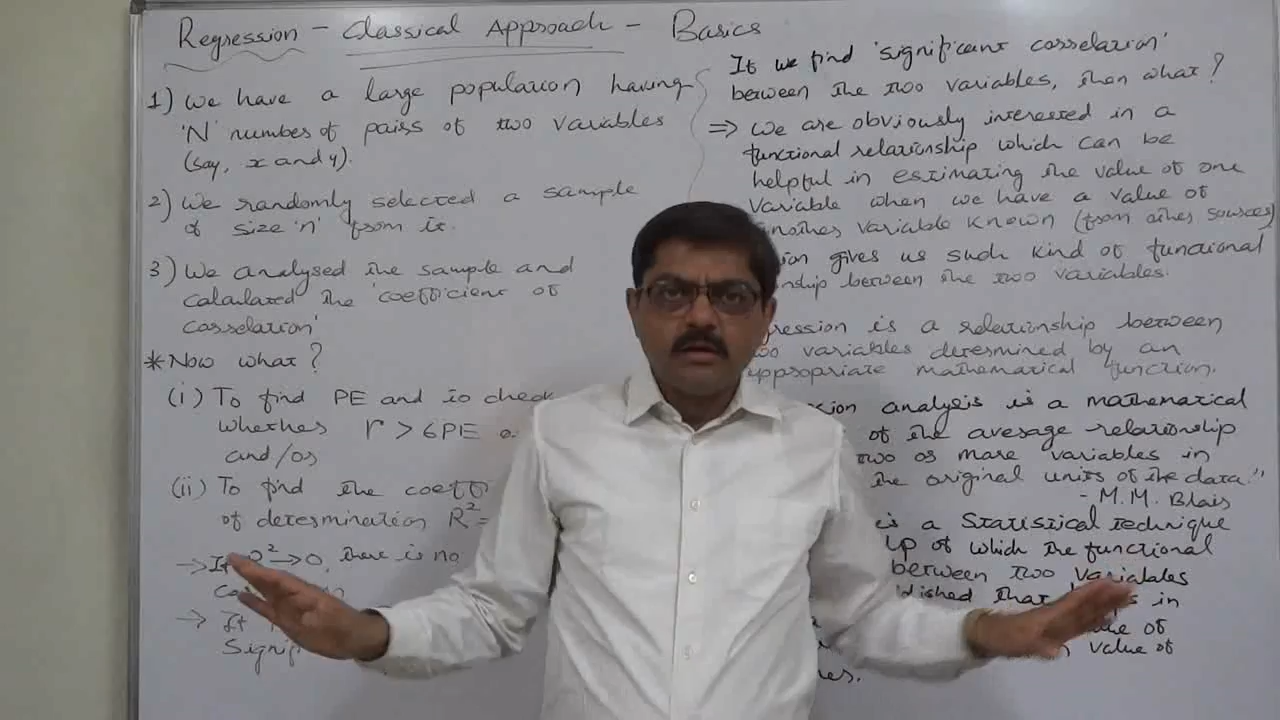 Regression - Classical Approach - Basics
1) We have a large population having
'N' numbers of pairs of two variables
(say, x and y).
2) We randomly selected a sample
of size 'n' from it.
3) We analysed the sample and
calculated the 'coefficient of
correlation'
* Now what?
(i) To find PE and to check
whether r > 6PE
and/or
(ii) To find the
of determination R² =
→ If R² → 0, there is no
→ If
If we find 'significant correlation'
between the two variables, then what?
⇒ We are obviously interested in a
functional relationship which can be
helpful in estimating the value of one
variable when we have a value of
another variable known (from other sources)
gives us such kind of functional
between the two variables.
is a relationship between
variables determined by an
appropriate mathematical function.
analysis is a mathematical
of the average relationship
two or more variables in
the original units of the data."
- M.M. Blair
is a Statistical technique
of which the functional
between two variables
that in
of
value of